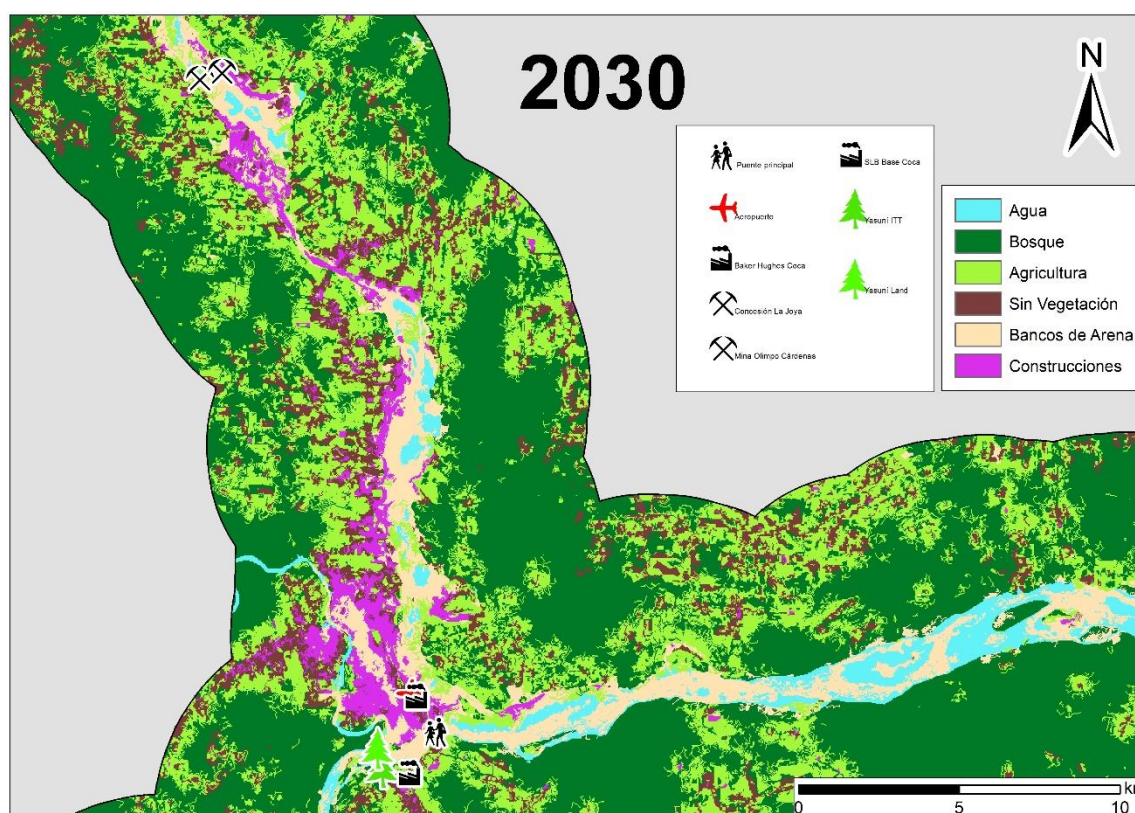 2030
N
Puente principal
SLB Base Coca
Aeropuerto
Yasuní ITT
Baker Hughes Coca
Yasuní Land
Concesión La Joya
Mina Olimpo Cárdenas
Agua
Bosque
Agricultura
Sin Vegetación
Bancos de Arena
Construcciones
km
0 5 10